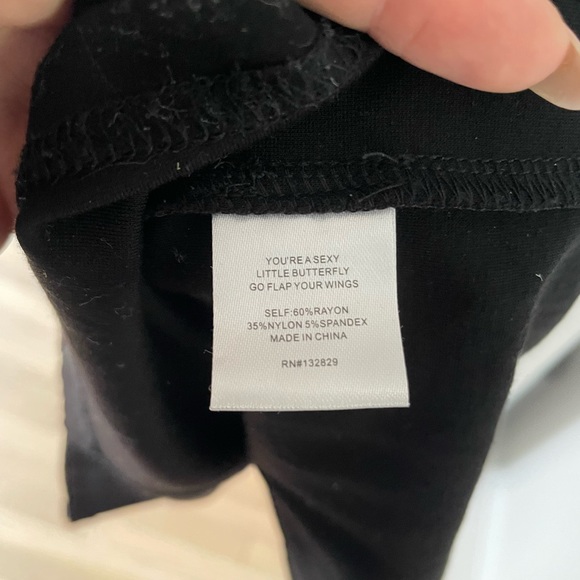 YOU'RE A SEXY
LITTLE BUTTERFLY
GO FLAP YOUR WINGS
SELF:60%RAYON
35%NYLON 5%SPANDEX
MADE IN CHINA
RN#132829